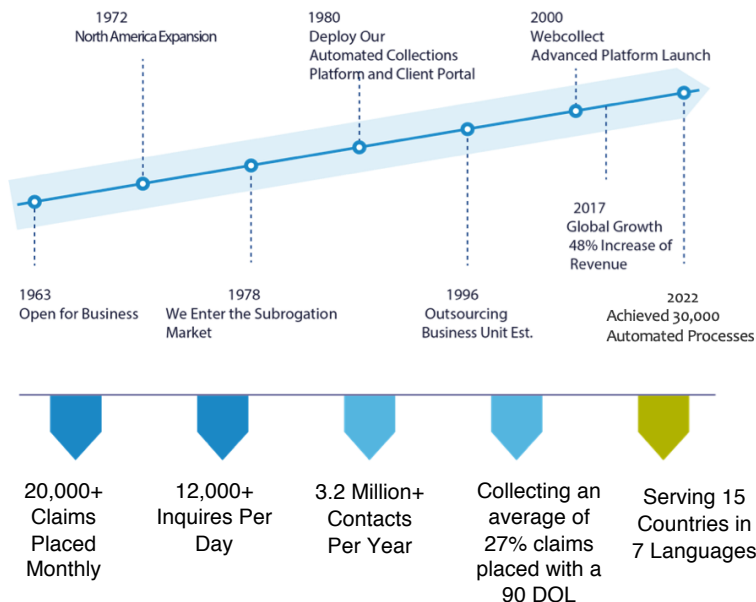 1972
North America Expansion
1980
Deploy Our
Automated Collections
Platform and Client Portal
2000
Webcollect
Advanced Platform Launch
2017
Global Growth
48% Increase of
Revenue
1963
Open for Business
1978
We Enter the Subrogation
Market
1996
Outsourcing
Business Unit Est.
2022
Achieved 30,000
Automated Processes
20,000+
Claims
Placed
Monthly
12,000+
Inquires Per
Day
3.2 Million+
Contacts
Per Year
Collecting an
average of
27% claims
placed with a
90 DOL
Serving 15
Countries in
7 Languages